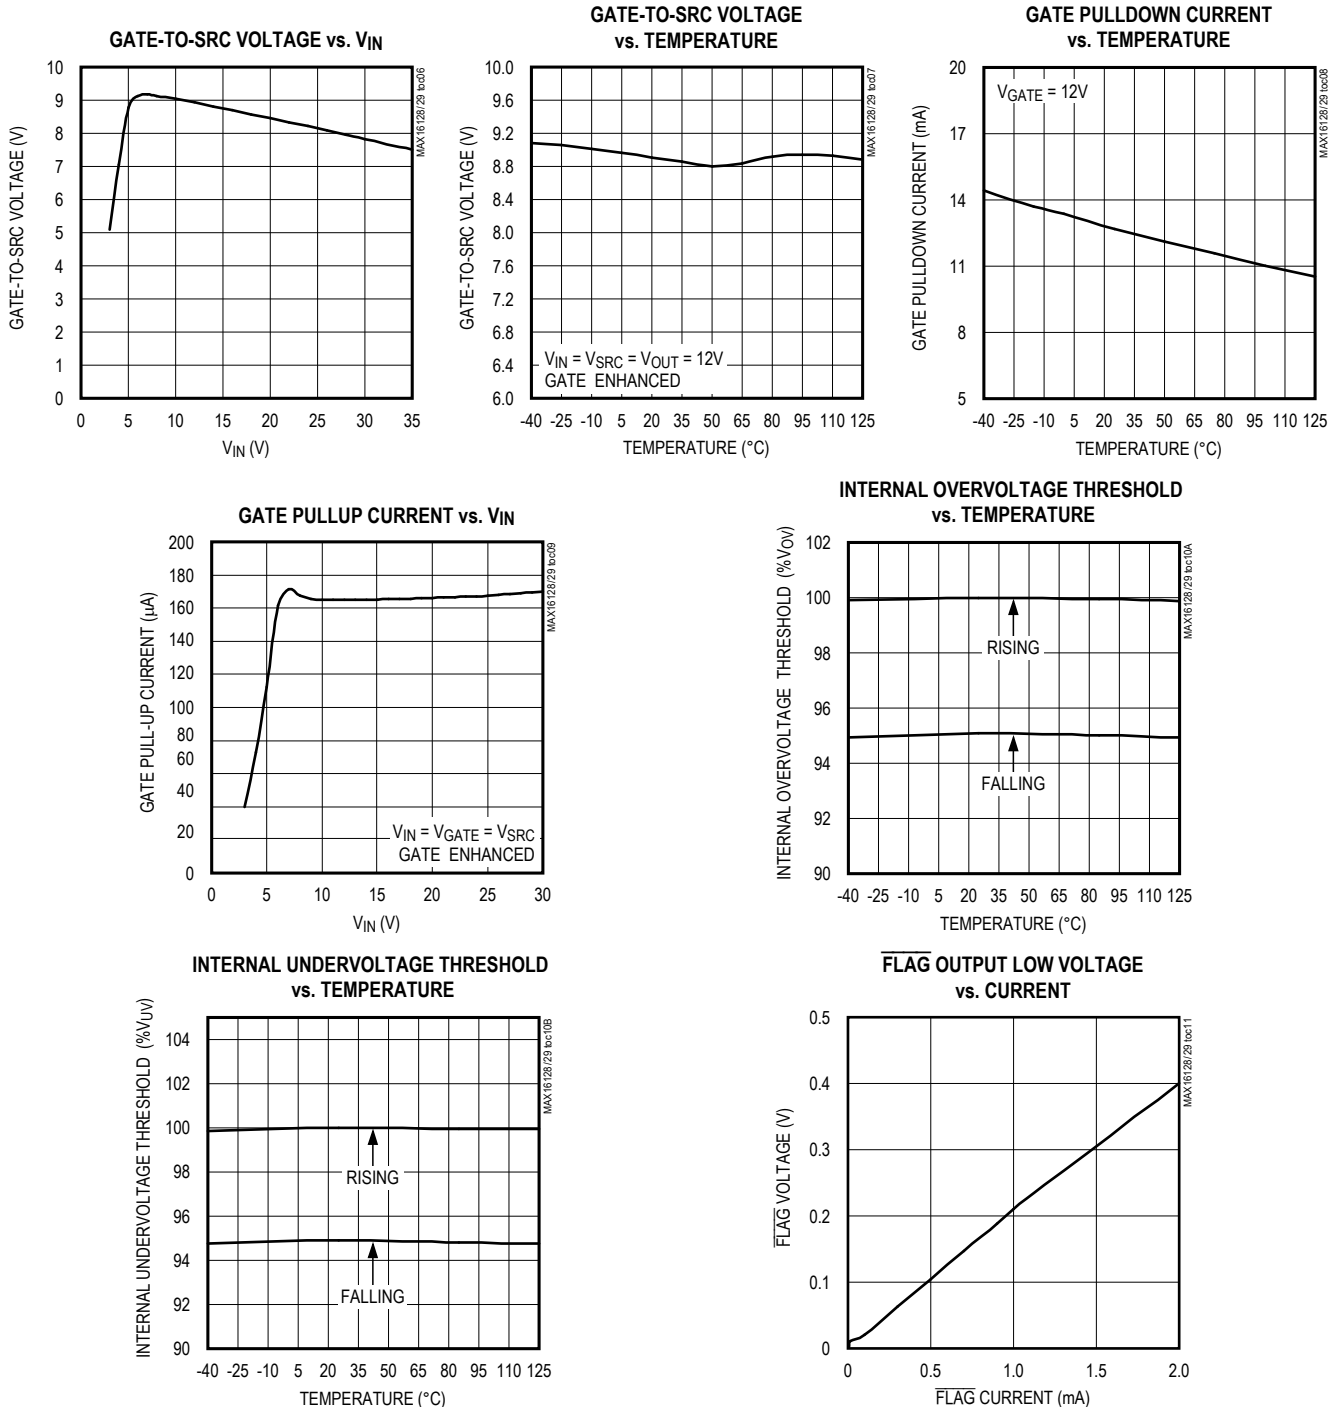 GATE-TO-SRC VOLTAGE vs. VIN
10
9
8
7
6
5
4
3
2
1
0
GATE-TO-SRC VOLTAGE (V)
0 5 10 15 20 25 30 35
VIN (V)
MAX16128/29 toc06
GATE-TO-SRC VOLTAGE
vs. TEMPERATURE
10.0
9.6
9.2
8.8
8.4
8.0
7.6
7.2
6.8
6.4
6.0
GATE-TO-SRC VOLTAGE (V)
VIN = VSRC = VOUT = 12V
GATE ENHANCED
-40 -25 -10 5 20 35 50 65 80 95 110 125
TEMPERATURE (°C)
MAX16128/29 toc07
GATE PULLDOWN CURRENT
vs. TEMPERATURE
20
17
14
11
8
5
GATE PULLDOWN CURRENT (mA)
VGATE = 12V
-40 -25 -10 5 20 35 50 65 80 95 110 125
TEMPERATURE (°C)
MAX16128/29 toc08
GATE PULLUP CURRENT vs. VIN
200
180
160
140
120
100
80
60
40
20
0
GATE PULL-UP CURRENT (µA)
VIN = VGATE = VSRC
GATE ENHANCED
0 5 10 15 20 25 30
VIN (V)
MAX16128/29 toc09
INTERNAL OVERVOLTAGE THRESHOLD
vs. TEMPERATURE
102
100
98
96
94
92
90
INTERNAL OVERVOLTAGE THRESHOLD (%VOV)
RISING
FALLING
-40 -25 -10 5 20 35 50 65 80 95 110 125
TEMPERATURE (°C)
MAX16128/29 toc10A
INTERNAL UNDERVOLTAGE THRESHOLD
vs. TEMPERATURE
104
102
100
98
96
94
92
90
INTERNAL UNDERVOLTAGE THRESHOLD (%VUV)
RISING
FALLING
-40 -25 -10 5 20 35 50 65 80 95 110 125
TEMPERATURE (°C)
MAX16128/29 toc10B
FLAG OUTPUT LOW VOLTAGE
vs. CURRENT
0.5
0.4
0.3
0.2
0.1
0
FLAG VOLTAGE (V)
0 0.5 1.0 1.5 2.0
FLAG CURRENT (mA)
MAX16128/29 toc11